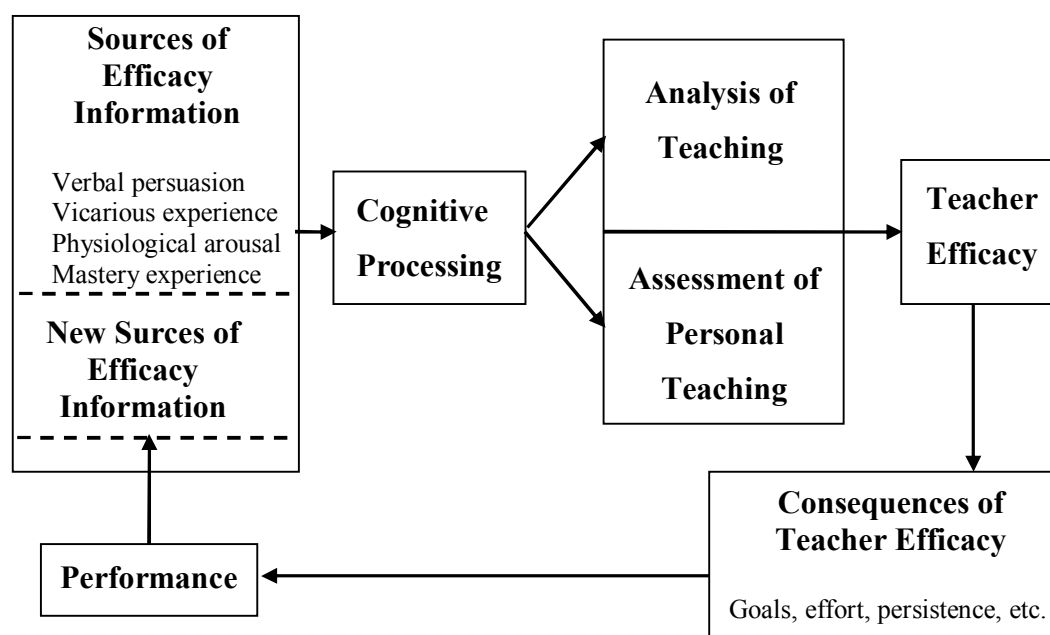 Sources of
Efficacy
Information
Verbal persuasion
Vicarious experience
Physiological arousal
Mastery experience
New Surces of
Efficacy
Information
Cognitive
Processing
Analysis of
Teaching
Assessment of
Personal
Teaching
Teacher
Efficacy
Consequences of
Teacher Efficacy
Goals, effort, persistence, etc.
Performance